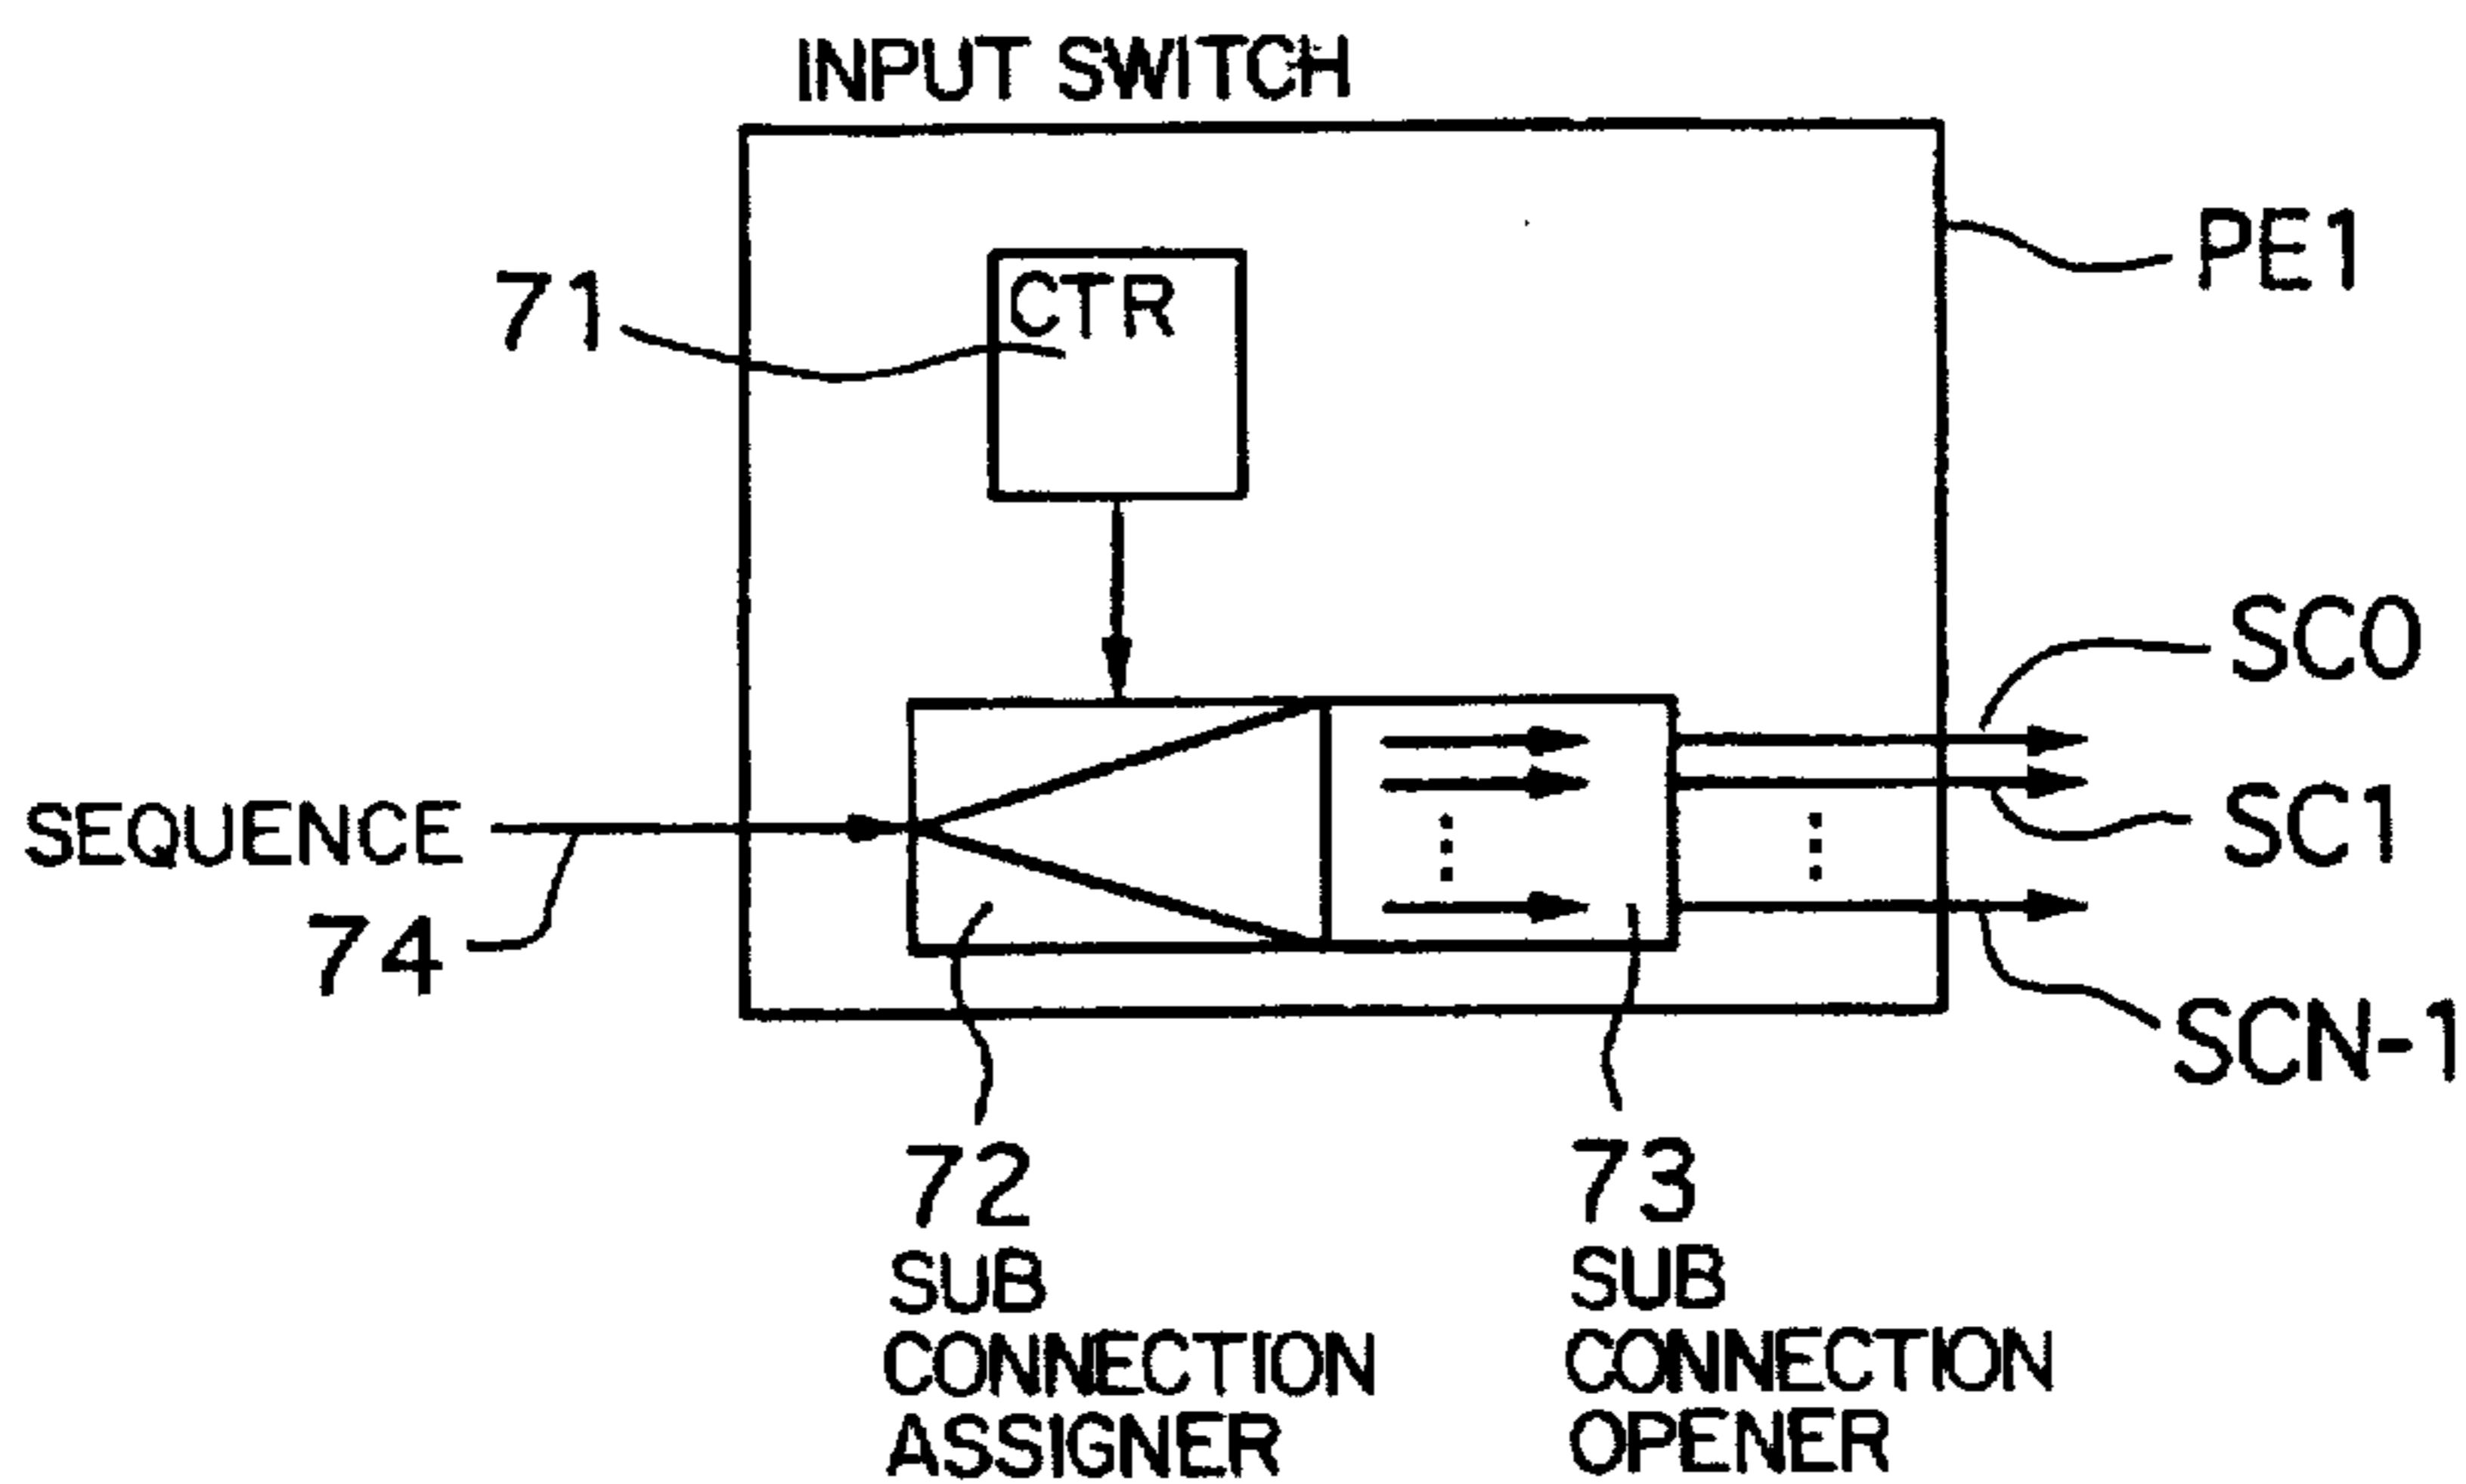 INPUT SWITCH
PE1
71
CTR
SC0
SC1
SEQUENCE
74
SCN-1
72
SUB
CONNECTION
ASSIGNER
73
SUB
CONNECTION
OPENER